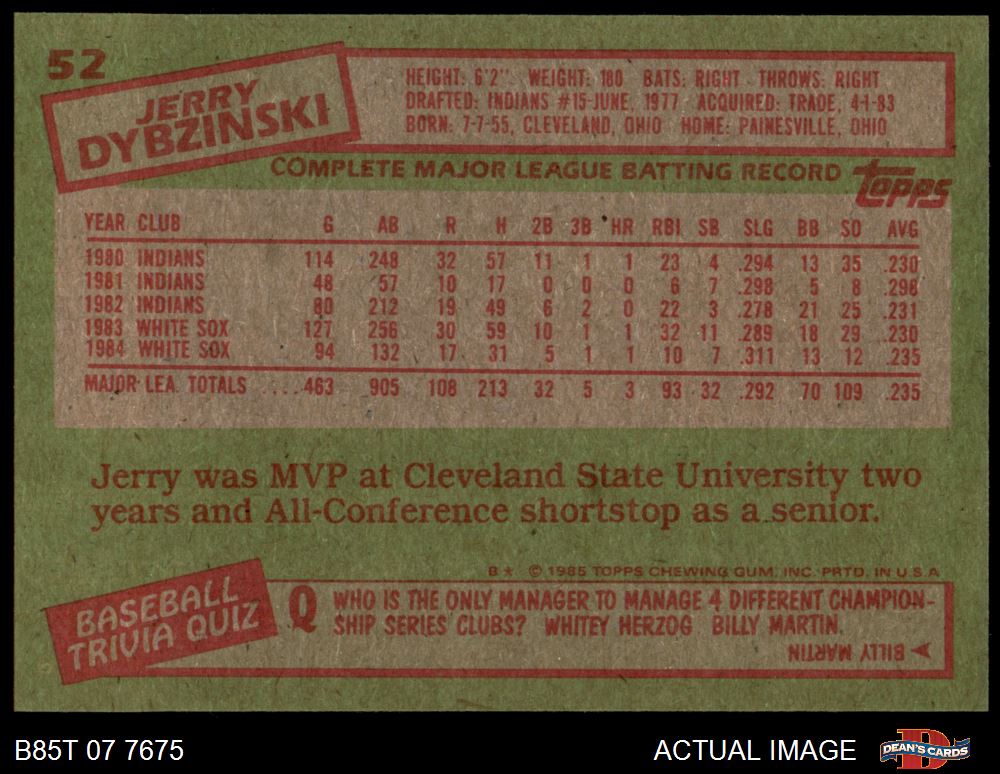 52
JERRY
DYBZINSKI
HEIGHT: 6'2" WEIGHT: 180 BATS: RIGHT THROWS: RIGHT
DRAFTED: INDIANS #15-JUNE, 1977 ACQUIRED: TRADE, 4-1-83
BORN: 7-7-55, CLEVELAND, OHIO HOME: PAINESVILLE, OHIO
COMPLETE MAJOR LEAGUE BATTING RECORD
topps
YEAR CLUB G AB R H 2B 3B HR RBI SB SLG BB SO AVG
1980 INDIANS 114 248 32 57 11 1 1 23 4 .294 13 35 .230
1981 INDIANS 48 57 10 17 0 0 0 6 7 .298 5 8 .298
1982 INDIANS 80 212 19 49 6 2 0 22 3 .278 21 25 .231
1983 WHITE SOX 127 256 30 59 10 1 1 32 11 .289 18 29 .230
1984 WHITE SOX 94 132 17 31 5 1 1 10 7 .311 13 12 .235
MAJOR LEA. TOTALS ....463 905 108 213 32 5 3 93 32 .292 70 109 .235
Jerry was MVP at Cleveland State University two
years and All-Conference shortstop as a senior.
B* © 1985 TOPPS CHEWING GUM, INC. PRTD. IN U.S.A
BASEBALL
TRIVIA QUIZ
Q WHO IS THE ONLY MANAGER TO MANAGE 4 DIFFERENT CHAMPION-
SHIP SERIES CLUBS? WHITEY HERZOG BILLY MARTIN.
BILLY MARTIN
B85T 07 7675
ACTUAL IMAGE
DEAN'S CARDS